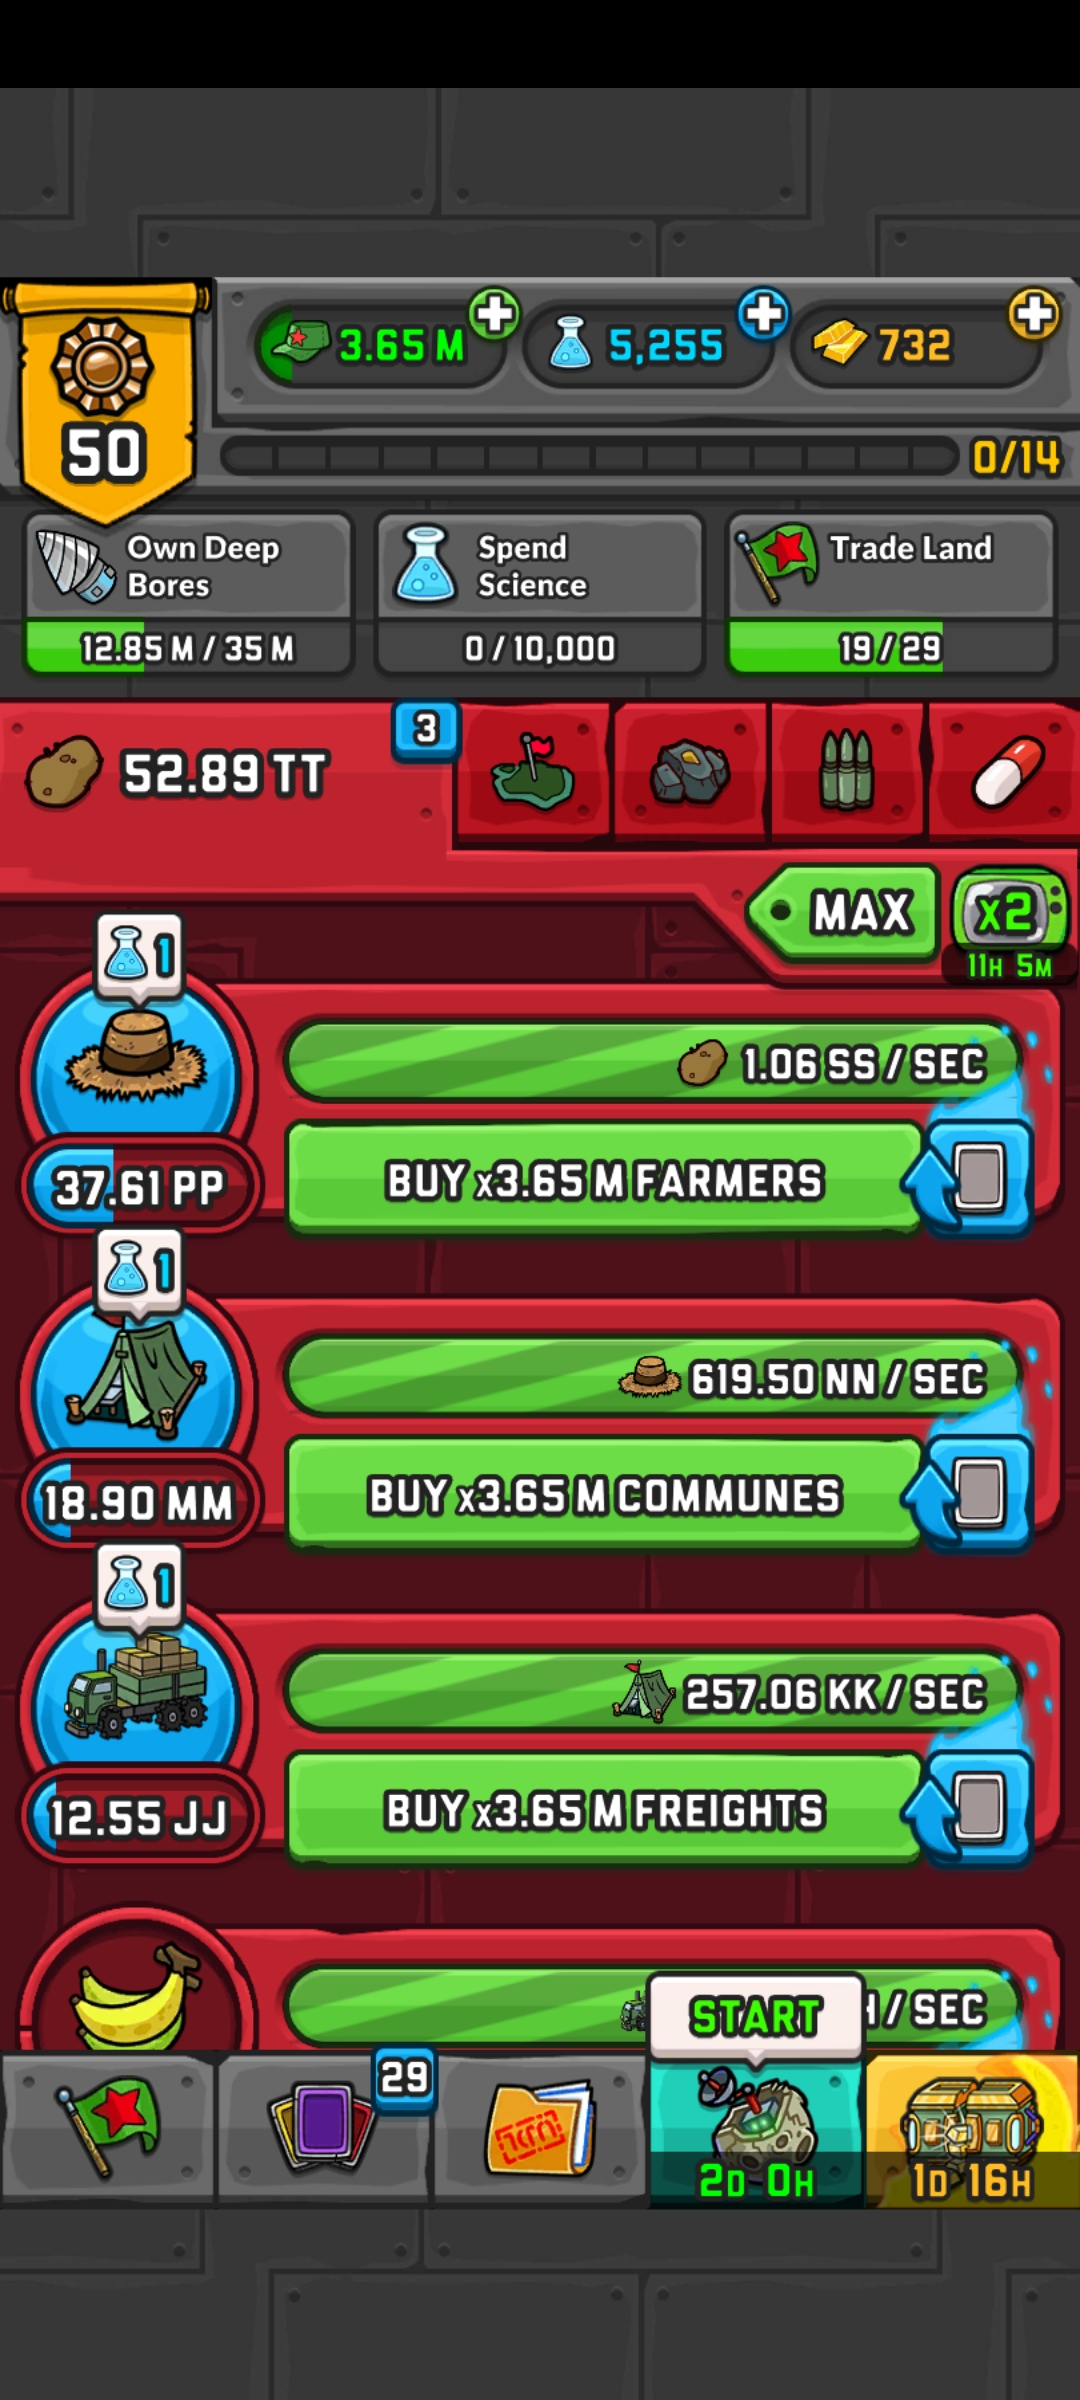 3.65 M
5,255
732
50
0/14
Own Deep
Bores
12.85 M / 35 M
Spend
Science
0 / 10,000
Trade Land
19 / 29
52.89 TT
3
MAX
x2
11H 5M
1
1.06 SS / SEC
37.61 PP
BUY x3.65 M FARMERS
1
619.50 NN / SEC
18.90 MM
BUY x3.65 M COMMUNES
1
257.06 KK / SEC
12.55 JJ
BUY x3.65 M FREIGHTS
/ SEC
START
29
2D 0H
1D 16H